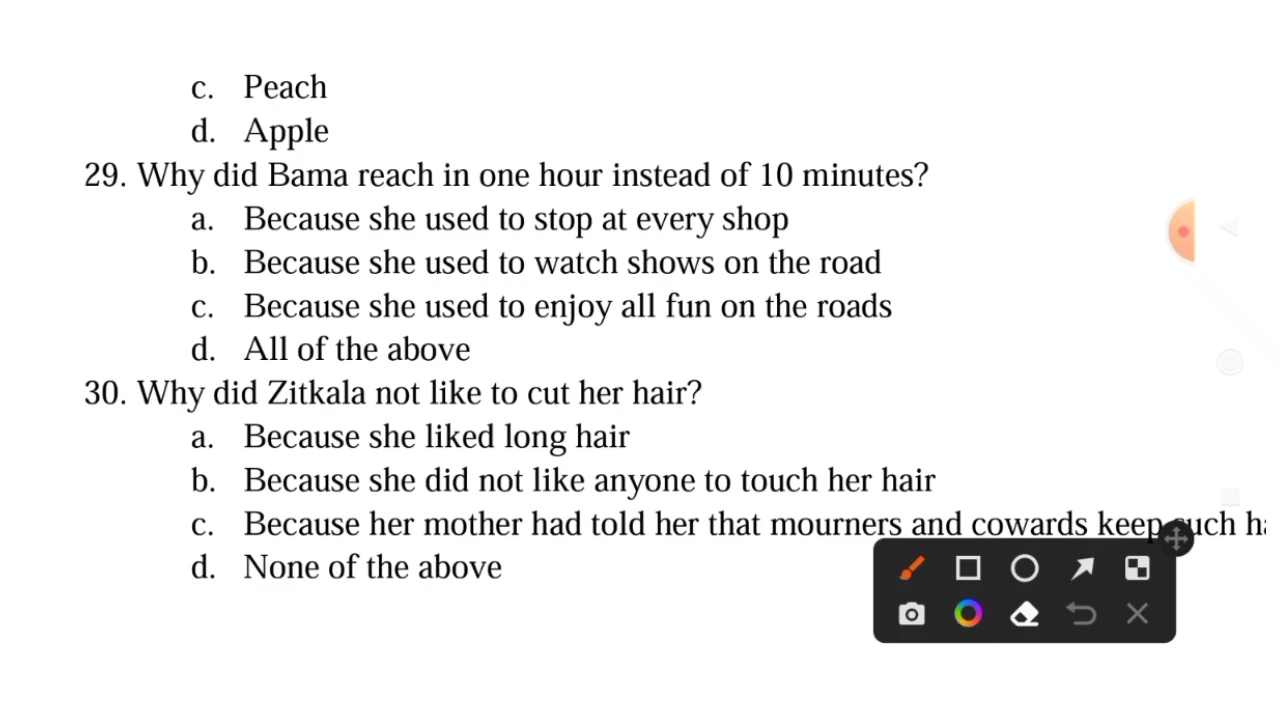 c. Peach
d. Apple
29. Why did Bama reach in one hour instead of 10 minutes?
a. Because she used to stop at every shop
b. Because she used to watch shows on the road
c. Because she used to enjoy all fun on the roads
d. All of the above
30. Why did Zitkala not like to cut her hair?
a. Because she liked long hair
b. Because she did not like anyone to touch her hair
c. Because her mother had told her that mourners and cowards keep such
d. None of the above